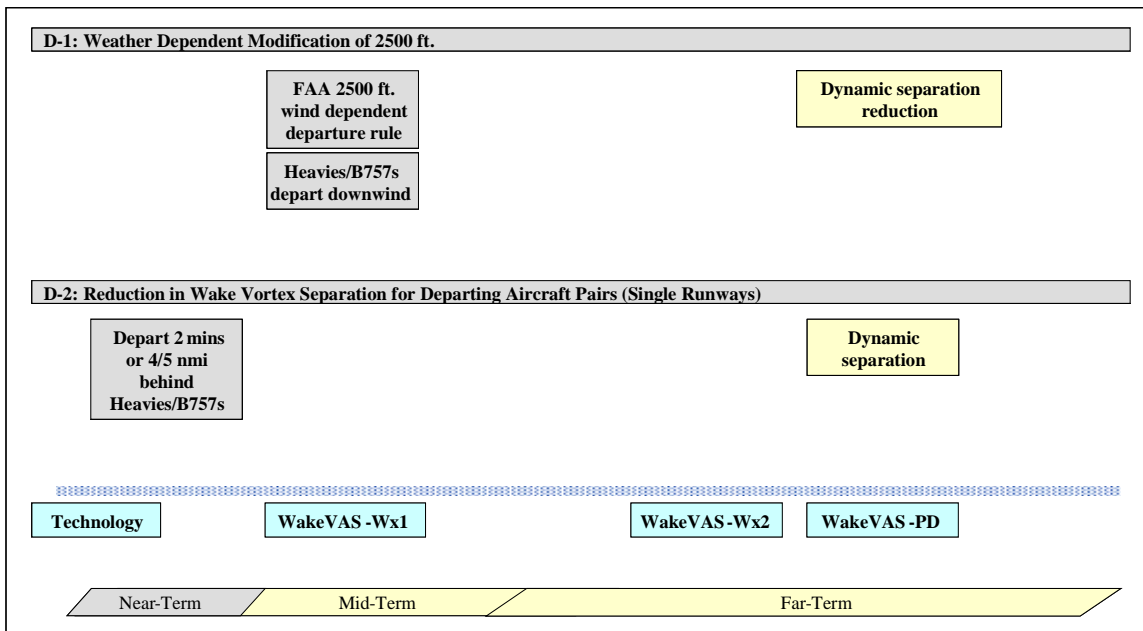 D-1: Weather Dependent Modification of 2500 ft.
FAA 2500 ft.
wind dependent
departure rule
Dynamic separation
reduction
Heavies/B757s
depart downwind
D-2: Reduction in Wake Vortex Separation for Departing Aircraft Pairs (Single Runways)
Depart 2 mins
or 4/5 nmi
behind
Heavies/B757s
Dynamic
separation
Technology
WakeVAS -Wx1
WakeVAS -Wx2
WakeVAS -PD
Near-Term
Mid-Term
Far-Term